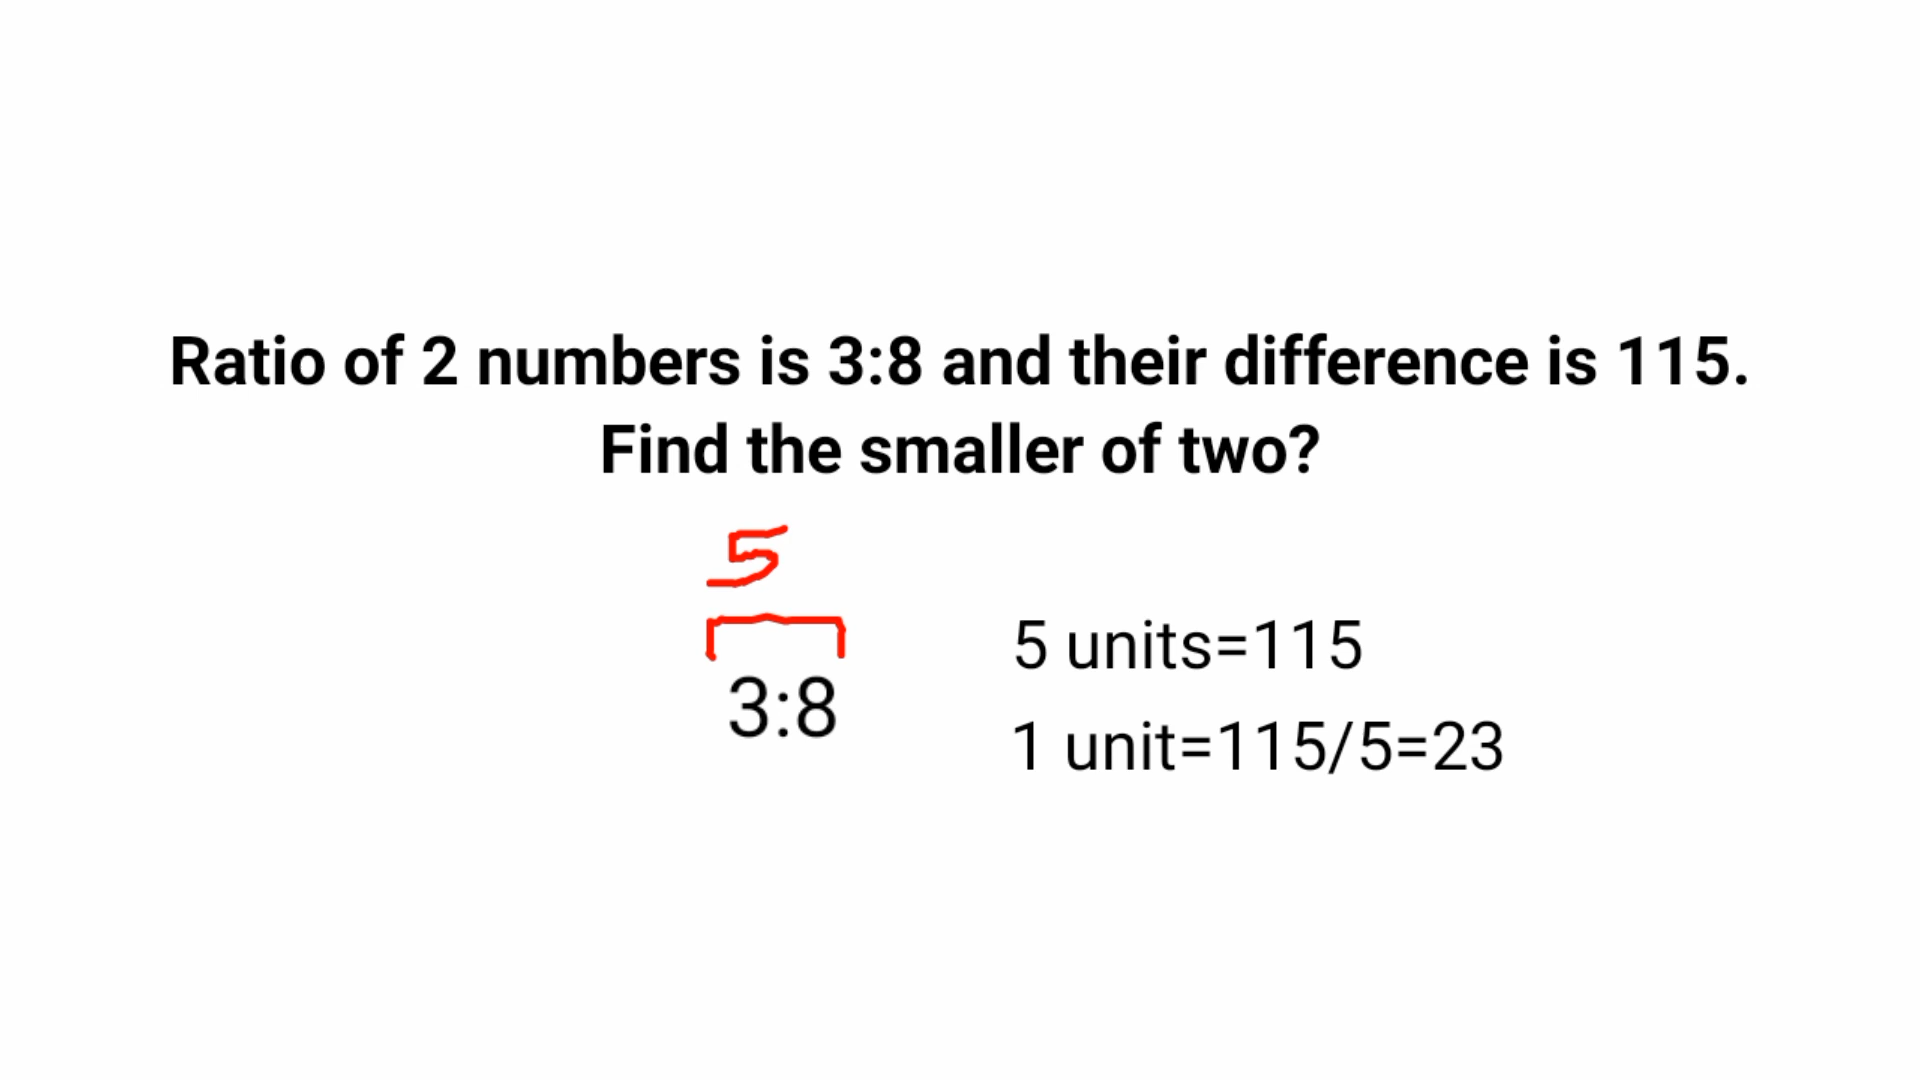 Ratio of 2 numbers is 3:8 and their difference is 115.
Find the smaller of two?
5
3:8
5 units=115
1 unit=115/5=23